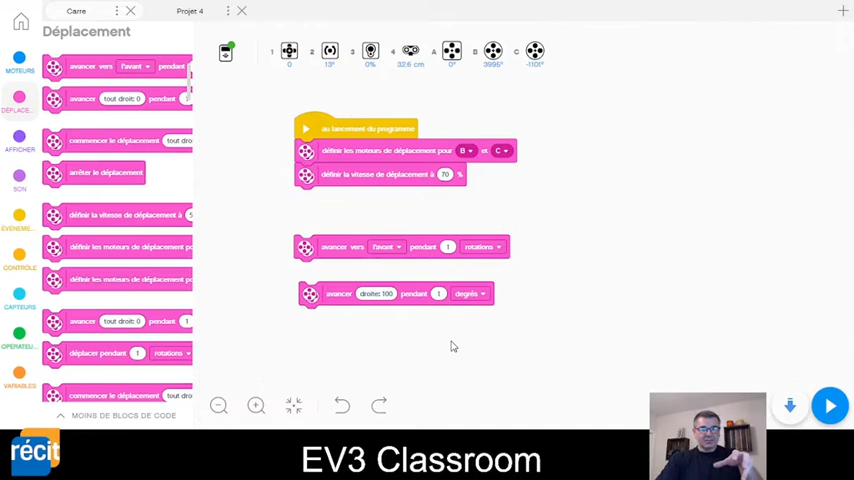 Carre
Projet 4
Déplacement
1 2 3 4 A B C
0 13° 0% 32.6 cm 0° 3995° -1101°
MOTEURS
DÉPLACE...
AFFICHER
SON
ÉVÉNEME...
CONTRÔLE
CAPTEURS
OPÉRATEU...
VARIABLES
avancer vers l'avant pendant
avancer tout droit: 0 pendant 1
commencer le déplacement tout dro
arrêter le déplacement
définir la vitesse de déplacement à 5
définir les moteurs de déplacement po
définir les moteurs de déplacement po
avancer tout droit: 0 pendant 1
déplacer pendant 1 rotations
commencer le déplacement tout dro
MOINS DE BLOCS DE CODE
au lancement du programme
définir les moteurs de déplacement pour B et C
définir la vitesse de déplacement à 70 %
avancer vers l'avant pendant 1 rotations
avancer droite: 100 pendant 1 degrés
récit
EV3 Classroom